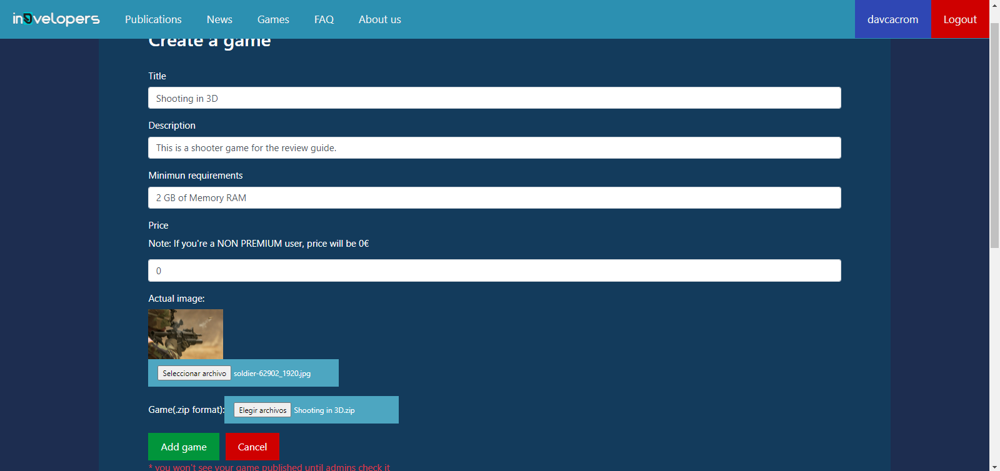 inDvelopers Publications News Games FAQ About us davcacrom Logout
Create a game
Title
Shooting in 3D
Description
This is a shooter game for the review guide.
Minimun requirements
2 GB of Memory RAM
Price
Note: If you're a NON PREMIUM user, price will be 0€
0
Actual image:
Seleccionar archivo soldier-62902_1920.jpg
Game(.zip format): Elegir archivos Shooting in 3D.zip
Add game Cancel
* you won't see your game published until admins check it